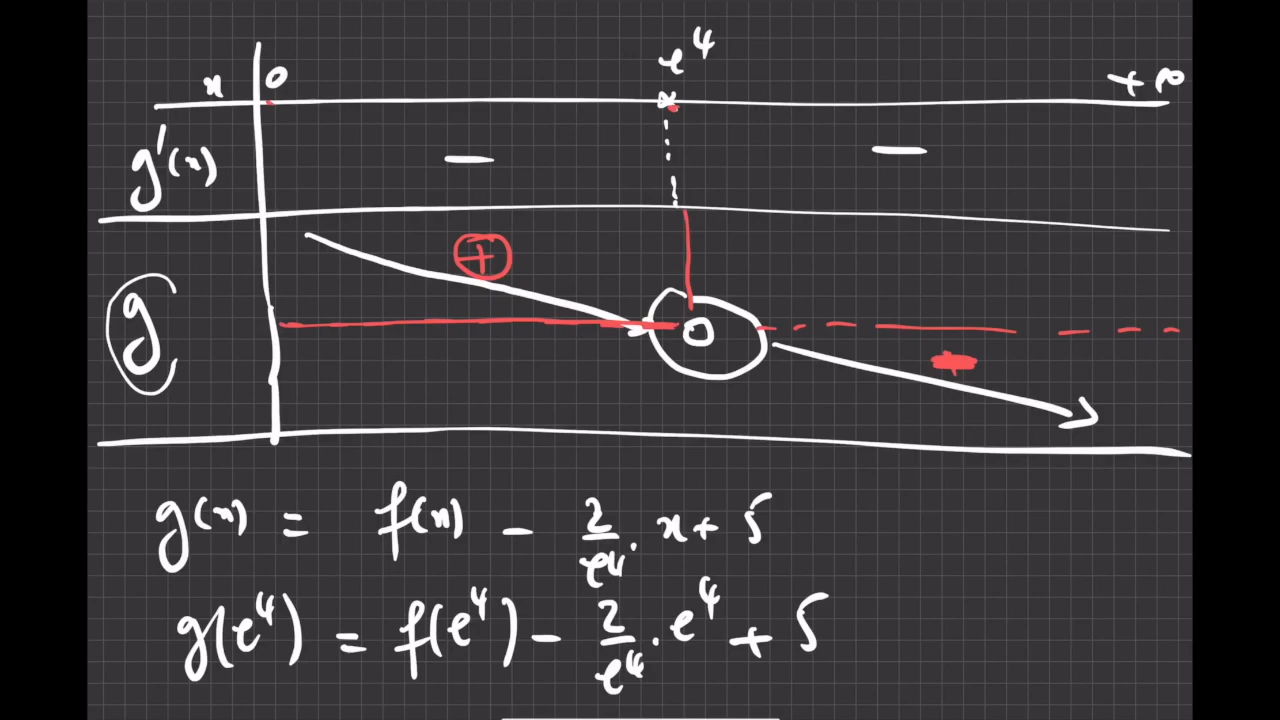 x 0 e⁴ +∞
g'(x) − −
+
g 0
g(x) = f(x) − 2/e⁴ . x + 5
g(e⁴) = f(e⁴) − 2/e⁴ . e⁴ + 5